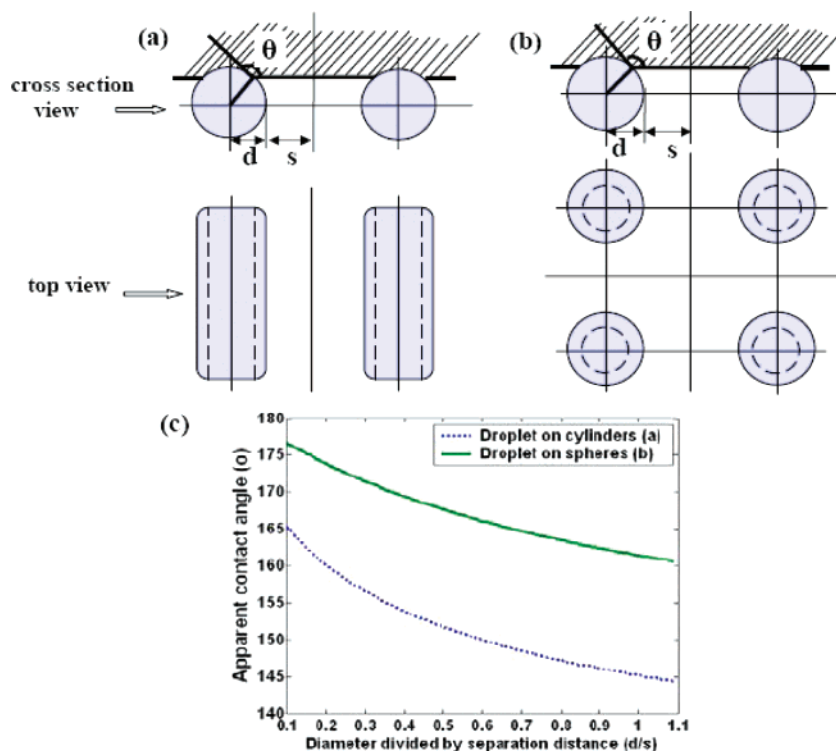 (a)
θ
(b)
θ
cross section
view
d
s
d
s
top view
(c)
180
175
170
165
160
155
150
145
140
Apparent contact angle (o)
Droplet on cylinders (a)
Droplet on spheres (b)
0.1 0.2 0.3 0.4 0.5 0.6 0.7 0.8 0.9 1 1.1
Diameter divided by separation distance (d/s)